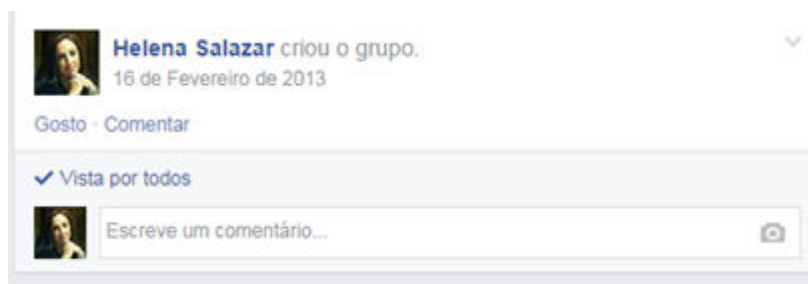 Helena Salazar criou o grupo.
16 de Fevereiro de 2013
Gosto · Comentar
Vista por todos
Escreve um comentário...